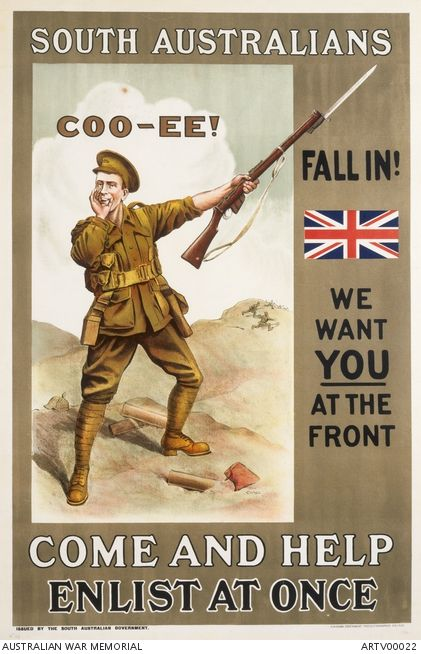 SOUTH AUSTRALIANS
COO-EE!
FALL IN!
WE
WANT
YOU
AT THE
FRONT
COME AND HELP
ENLIST AT ONCE
ISSUED BY THE SOUTH AUSTRALIAN GOVERNMENT.
AUSTRALIAN WAR MEMORIAL
ARTV00022